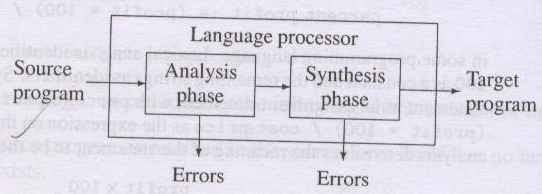 Language processor
Source program
Analysis phase
Synthesis phase
Target program
Errors
Errors